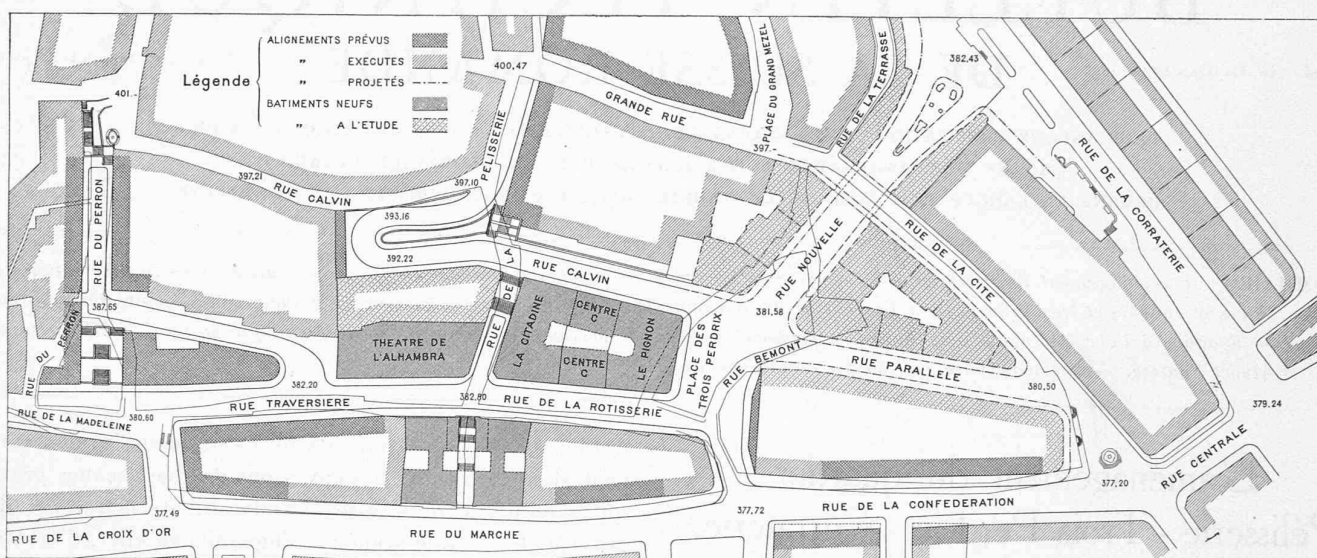 Légende
ALIGNEMENTS PRÉVUS
" EXECUTES
" PROJETÉS
BATIMENTS NEUFS
" A L'ETUDE
400,47
401.-
382,43
GRANDE RUE
PLACE DU GRAND MEZEL
RUE DE LA TERRASSE
397.-
RUE DE LA CORRATERIE
397,21
RUE CALVIN
397,10
PELISSERIE
RUE DU PERRON
393,16
392,22
RUE CALVIN
RUE DE LA
RUE NOUVELLE
RUE DE LA CITE
387,65
RUE DU PERRON
THEATRE DE
L'ALHAMBRA
LA CITADINE
CENTRE
C
CENTRE
C
LE PIGNON
PLACE DES
TROIS PERDRIX
381,58
RUE BÉMONT
RUE PARALLÈLE
380,50
379,24
382,20
382,80
RUE TRAVERSIÈRE
RUE DE LA ROTISSERIE
RUE DE LA MADELEINE
380,60
RUE CENTRALE
377,20
377,49
377,72
RUE DE LA CONFEDERATION
RUE DE LA CROIX D'OR
RUE DU MARCHE